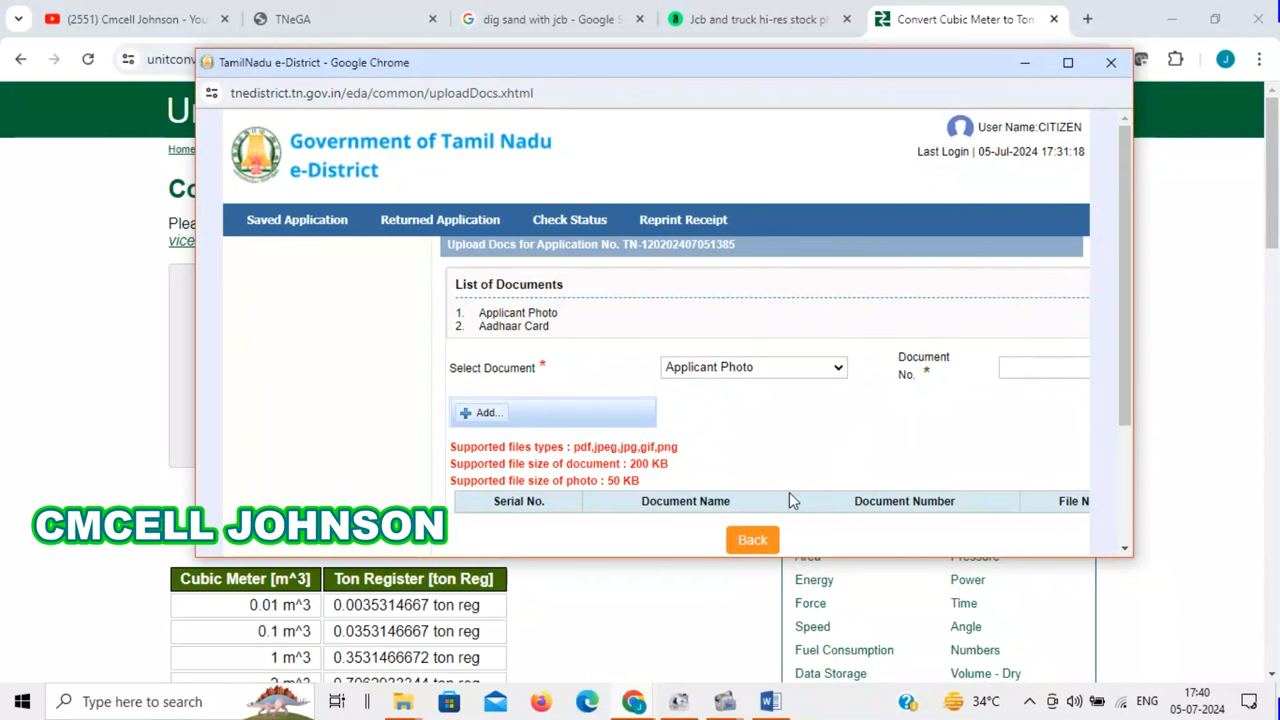 (2551) Cmcell Johnson - You
TNeGA
dig sand with jcb - Google S
Jcb and truck hi-res stock ph
Convert Cubic Meter to Ton
unitconv
J
TamilNadu e-District - Google Chrome
tnedistrict.tn.gov.in/eda/common/uploadDocs.xhtml
Home
Plea
vice
Government of Tamil Nadu
e-District
User Name:CITIZEN
Last Login | 05-Jul-2024 17:31:18
Saved Application
Returned Application
Check Status
Reprint Receipt
Upload Docs for Application No. TN-120202407051385
List of Documents
1. Applicant Photo
2. Aadhaar Card
Select Document *
Applicant Photo
Document
No. *
Add...
Supported files types : pdf,jpeg,jpg,gif,png
Supported file size of document : 200 KB
Supported file size of photo : 50 KB
Serial No.
Document Name
Document Number
File N
Back
CMCELL JOHNSON
Cubic Meter [m^3] Ton Register [ton Reg]
0.01 m^3 0.0035314667 ton reg
0.1 m^3 0.0353146667 ton reg
1 m^3 0.3531466672 ton reg
Energy Power
Force Time
Speed Angle
Fuel Consumption Numbers
Data Storage Volume - Dry
Type here to search
34°C
ENG
17:40
05-07-2024